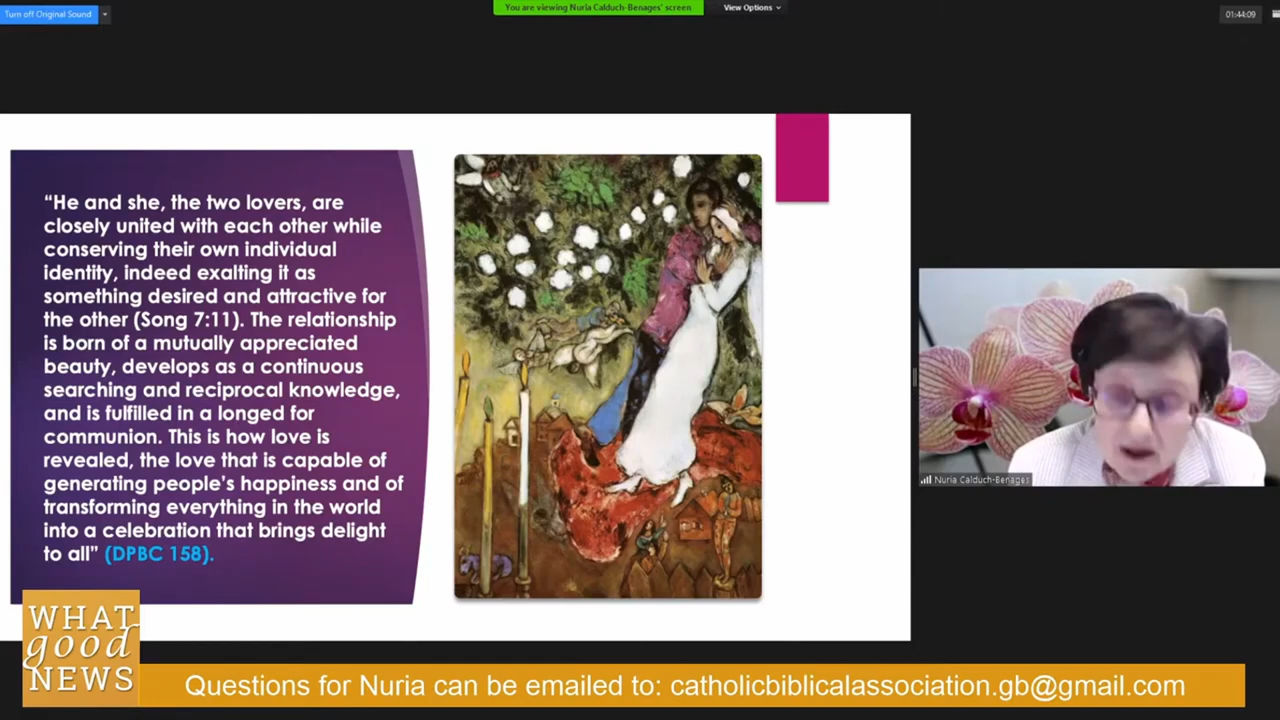 Turn off Original Sound
You are viewing Nuria Calduch-Benages' screen
View Options
01:44:09
“He and she, the two lovers, are
closely united with each other while
conserving their own individual
identity, indeed exalting it as
something desired and attractive for
the other (Song 7:11). The relationship
is born of a mutually appreciated
beauty, develops as a continuous
searching and reciprocal knowledge,
and is fulfilled in a longed for
communion. This is how love is
revealed, the love that is capable of
generating people’s happiness and of
transforming everything in the world
into a celebration that brings delight
to all” (DPBC 158).
Nuria Calduch-Benages
WHAT
good
NEWS
Questions for Nuria can be emailed to: catholicbiblicalassociation.gb@gmail.com